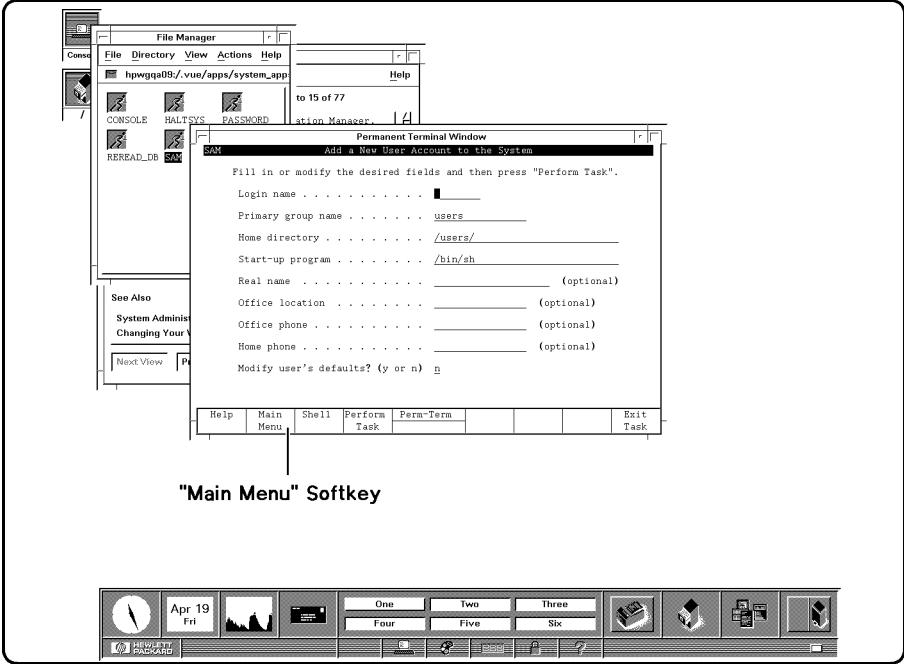 Conso
/
File Manager
File Directory View Actions Help
hpwgqa09:/.vue/apps/system_app
CONSOLE HALTSYS PASSWORD
REREAD_DB SAM
Help
to 15 of 77
ation Manager.
Permanent Terminal Window
SAM Add a New User Account to the System
Fill in or modify the desired fields and then press "Perform Task".
Login name . . . . . . . . . . .
Primary group name . . . . . . . users
Home directory . . . . . . . . . /users/
Start-up program . . . . . . . . /bin/sh
Real name . . . . . . . . . . . (optional)
Office location . . . . . . . . (optional)
Office phone . . . . . . . . . . (optional)
Home phone . . . . . . . . . . . (optional)
Modify user's defaults? (y or n) n
Help Main Menu Shell Perform Task Perm-Term Exit Task
See Also
System Adminis
Changing Your
Next View
"Main Menu" Softkey
Apr 19
Fri
One Two Three
Four Five Six
hp HEWLETT
PACKARD